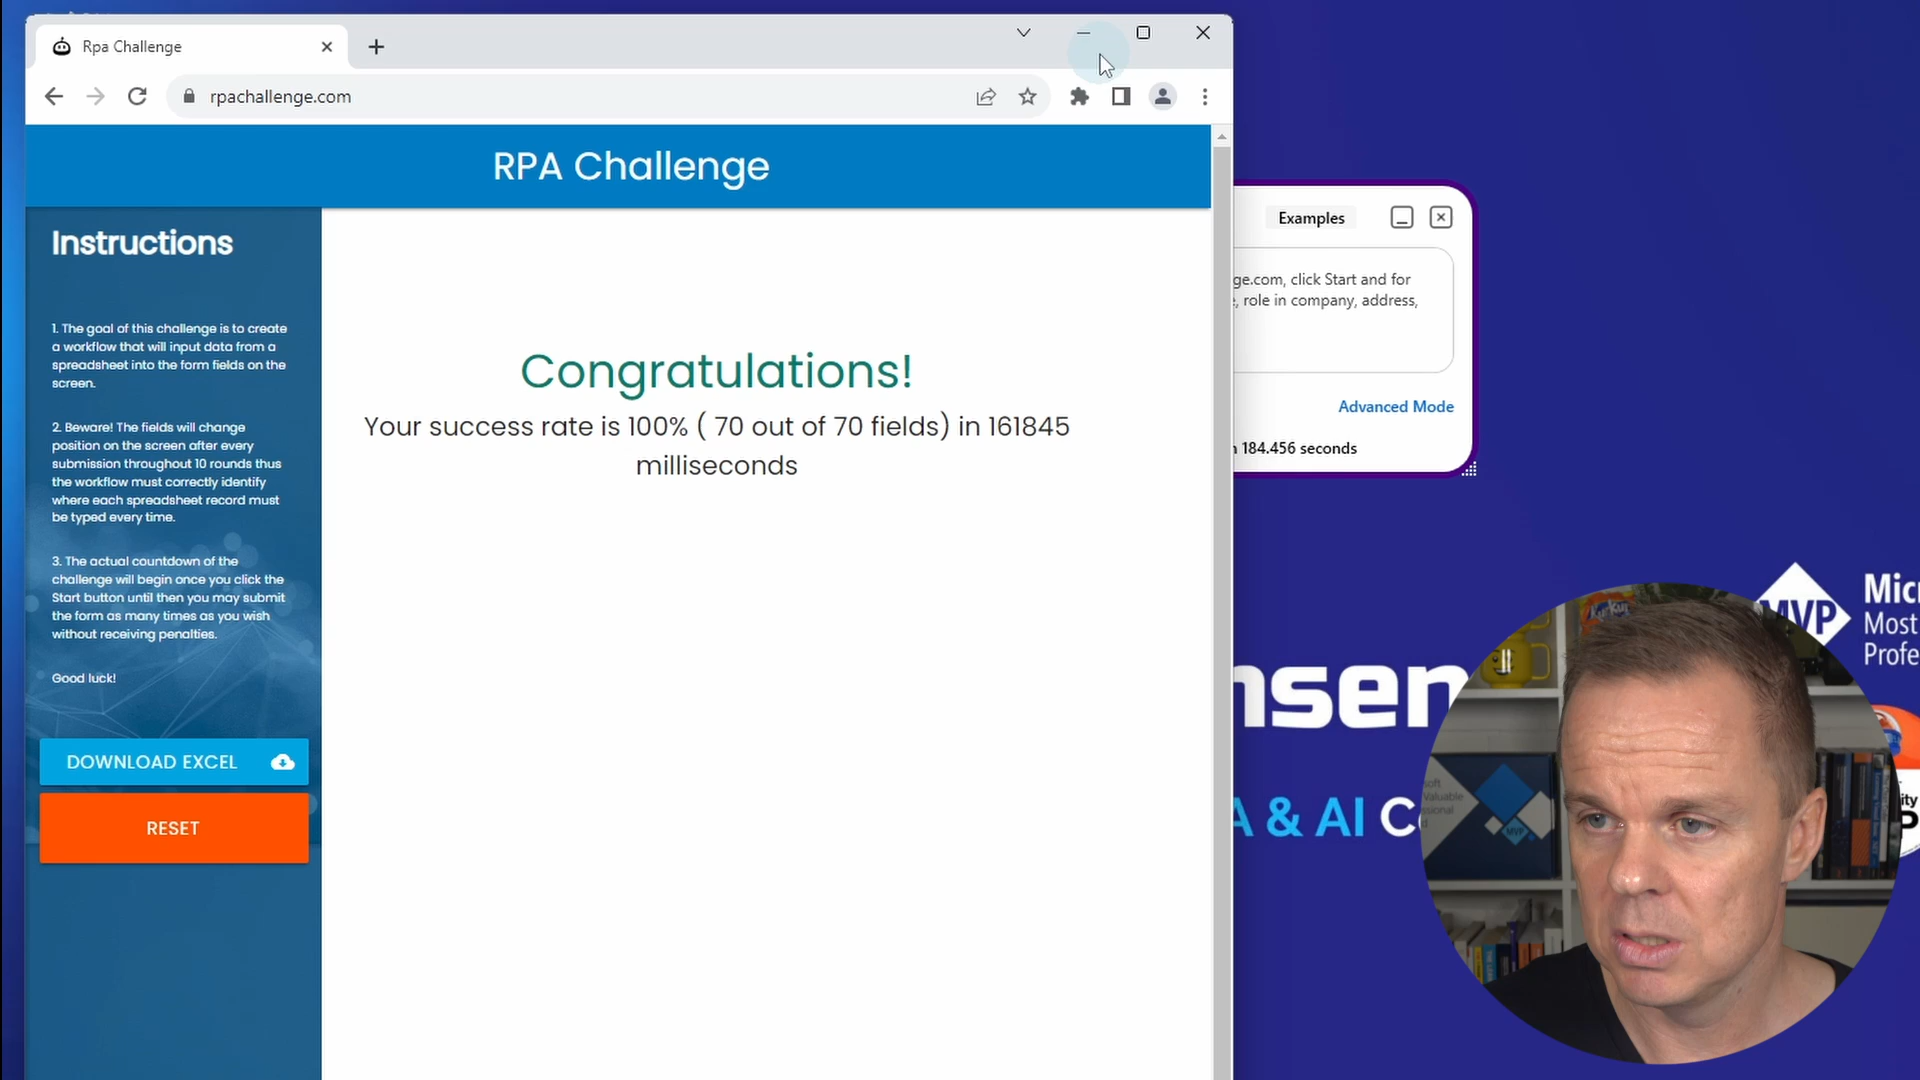 Rpa Challenge
rpachallenge.com
RPA Challenge
Instructions
1. The goal of this challenge is to create
a workflow that will input data from a
spreadsheet into the form fields on the
screen.
2. Beware! The fields will change
position on the screen after every
submission throughout 10 rounds thus
the workflow must correctly identify
where each spreadsheet record must
be typed every time.
3. The actual countdown of the
challenge will begin once you click the
Start button until then you may submit
the form as many times as you wish
without receiving penalties.
Good luck!
DOWNLOAD EXCEL
RESET
Congratulations!
Your success rate is 100% ( 70 out of 70 fields) in 161845
milliseconds
Examples
ge.com, click Start and for
, role in company, address,
Advanced Mode
184.456 seconds
MVP
Micr
Most
Profe
nsen
A & AI Co
MVP